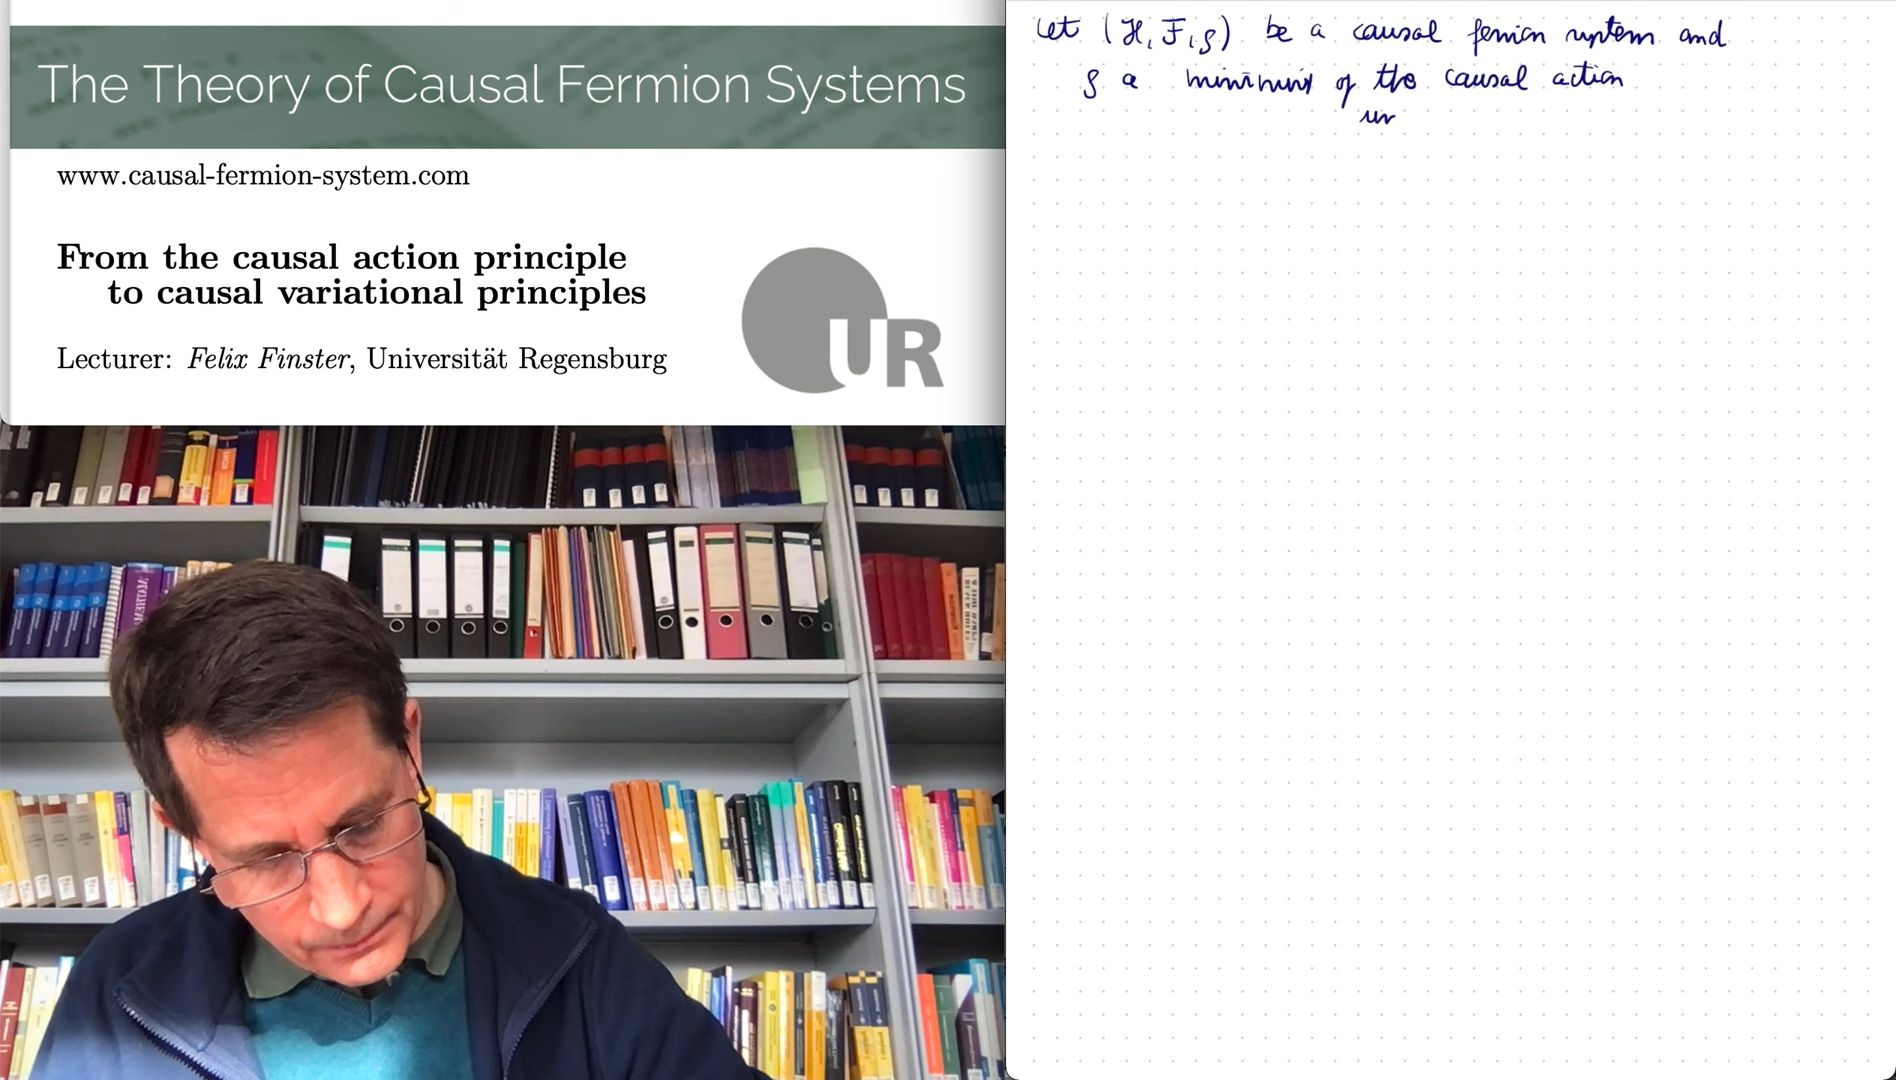 The Theory of Causal Fermion Systems
www.causal-fermion-system.com
From the causal action principle
to causal variational principles
Lecturer: Felix Finster, Universität Regensburg
UR
Let (ℋ, ℱ, ρ) be a causal fermion system and
ρ a minimizer of the causal action